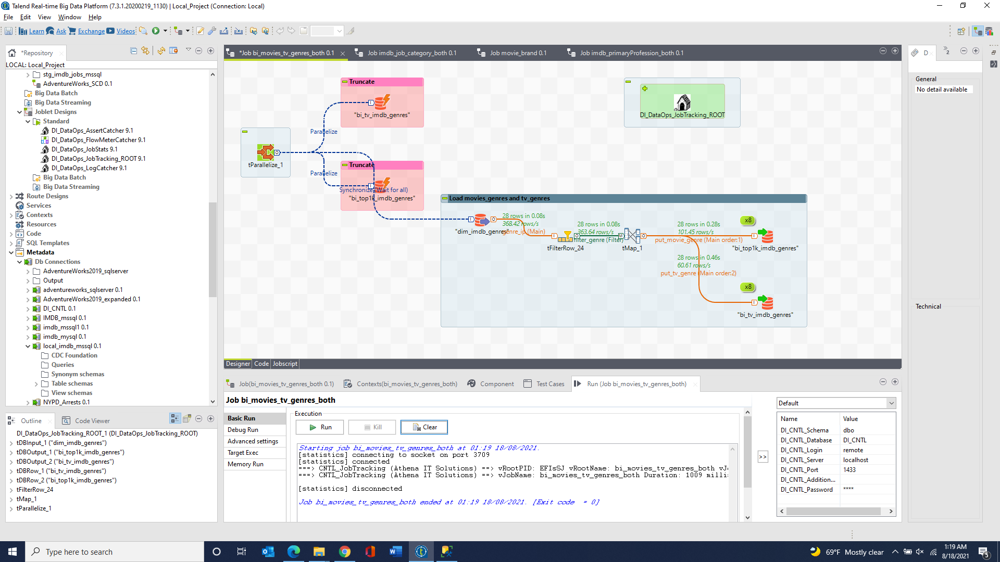 Talend Real-time Big Data Platform (7.3.1.20200219_1130) | Local_Project (Connection: Local)
File Edit View Window Help
Learn Ask Exchange Videos
*Repository
LOCAL: Local_Project
stg_imdb_jobs_mssql
AdventureWorks_SCD 0.1
Big Data Batch
Big Data Streaming
Joblet Designs
Standard
DI_DataOps_AssertCatcher 9.1
DI_DataOps_FlowMeterCatcher 9.1
DI_DataOps_JobStats 9.1
DI_DataOps_JobTracking_ROOT 9.1
DI_DataOps_LogCatcher 9.1
Big Data Batch
Big Data Streaming
Route Designs
Services
Contexts
Resources
Code
SQL Templates
Metadata
Db Connections
AdventureWorks2019_sqlserver
Output
adventureworks_sqlserver 0.1
AdventureWorks2019_expanded 0.1
DI_CNTL 0.1
IMDB_mssql 0.1
imdb_mssql1 0.1
imdb_mysql 0.1
local_imdb_mssql 0.1
CDC Foundation
Queries
Synonym schemas
Table schemas
View schemas
NYPD_Arrests 0.1
Outline Code Viewer
DI_DataOps_JobTracking_ROOT_1 (DI_DataOps_JobTracking_ROOT)
tDBInput_1 ("dim_imdb_genres")
tDBOutput_1 ("bi_top1k_imdb_genres")
tDBOutput_2 ("bi_tv_imdb_genres")
tDBRow_1 ("bi_tv_imdb_genres")
tDBRow_2 ("bi_top1k_imdb_genres")
tFilterRow_24
tMap_1
tParallelize_1
*Job bi_movies_tv_genres_both 0.1 Job imdb_job_category_both 0.1 Job movie_brand 0.1 Job imdb_primaryProfession_both 0.1
Truncate
"bi_tv_imdb_genres"
DI_DataOps_JobTracking_ROOT
Parallelize
tParallelize_1
Truncate
Parallelize
Synchronize (Wait for all)
"bi_top1k_imdb_genres"
Load movies_genres and tv_genres
28 rows in 0.08s
368.42 rows/s
genre_ip (Main)
"dim_imdb_genres"
28 rows in 0.08s
363.64 rows/s
filter_genre (Filter)
tFilterRow_24
tMap_1
28 rows in 0.28s
101.45 rows/s
put_movie_genre (Main order:1)
x8
"bi_top1k_imdb_genres"
28 rows in 0.46s
60.61 rows/s
put_tv_genre (Main order:2)
x8
"bi_tv_imdb_genres"
Designer Code Jobscript
Job(bi_movies_tv_genres_both 0.1) Contexts(bi_movies_tv_genres_both) Component Test Cases Run (Job bi_movies_tv_genres_both)
Job bi_movies_tv_genres_both
Basic Run
Debug Run
Advanced settings
Target Exec
Memory Run
Execution
Run Kill Clear
Starting job bi_movies_tv_genres_both at 01:19 18/08/2021.
[statistics] connecting to socket on port 3709
[statistics] connected
===> CNTL_JobTracking (Athena IT Solutions) ==> vRootPID: EFIsSJ vRootName: bi_movies_tv_genres_both vJ
===> CNTL_JobTracking (Athena IT Solutions) ==> vJobName: bi_movies_tv_genres_both Duration: 1009 milli
[statistics] disconnected
Job bi_movies_tv_genres_both ended at 01:19 18/08/2021. [Exit code = 0]
>>
Default
Name Value
DI_CNTL_Schema dbo
DI_CNTL_Database DI_CNTL
DI_CNTL_Login remote
DI_CNTL_Server localhost
DI_CNTL_Port 1433
DI_CNTL_Addition...
DI_CNTL_Password ****
D
2
General
No detail available
Technical
Type here to search
69°F Mostly clear
1:19 AM
8/18/2021
5